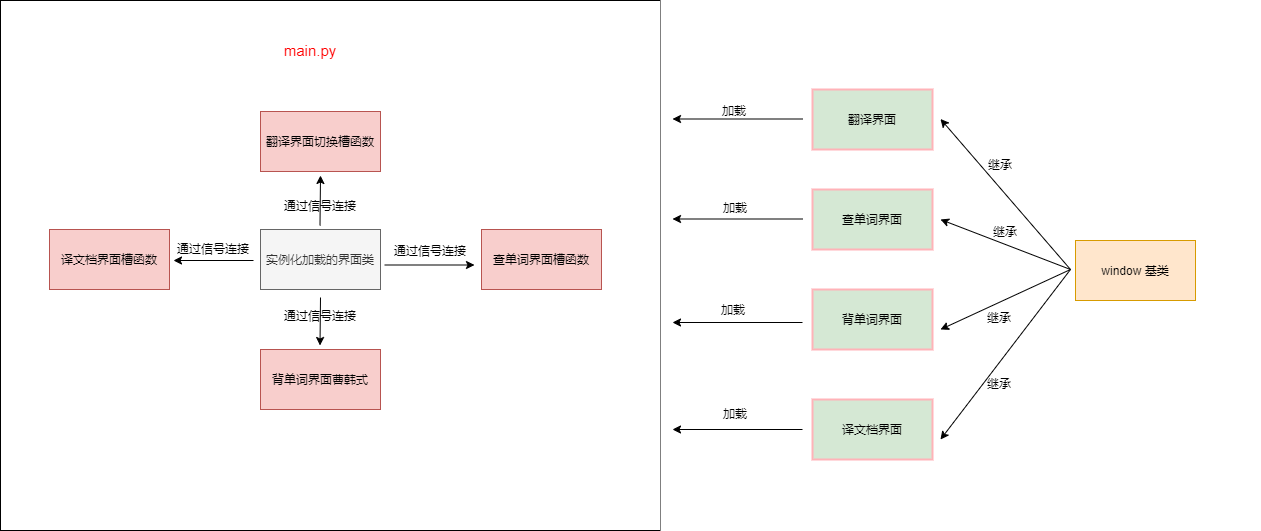 main.py
翻译界面切换槽函数
通过信号连接
译文档界面槽函数
通过信号连接
实例化加载的界面类
通过信号连接
查单词界面槽函数
通过信号连接
背单词界面曹韩式
加载
翻译界面
加载
查单词界面
加载
背单词界面
加载
译文档界面
继承
继承
继承
继承
window 基类